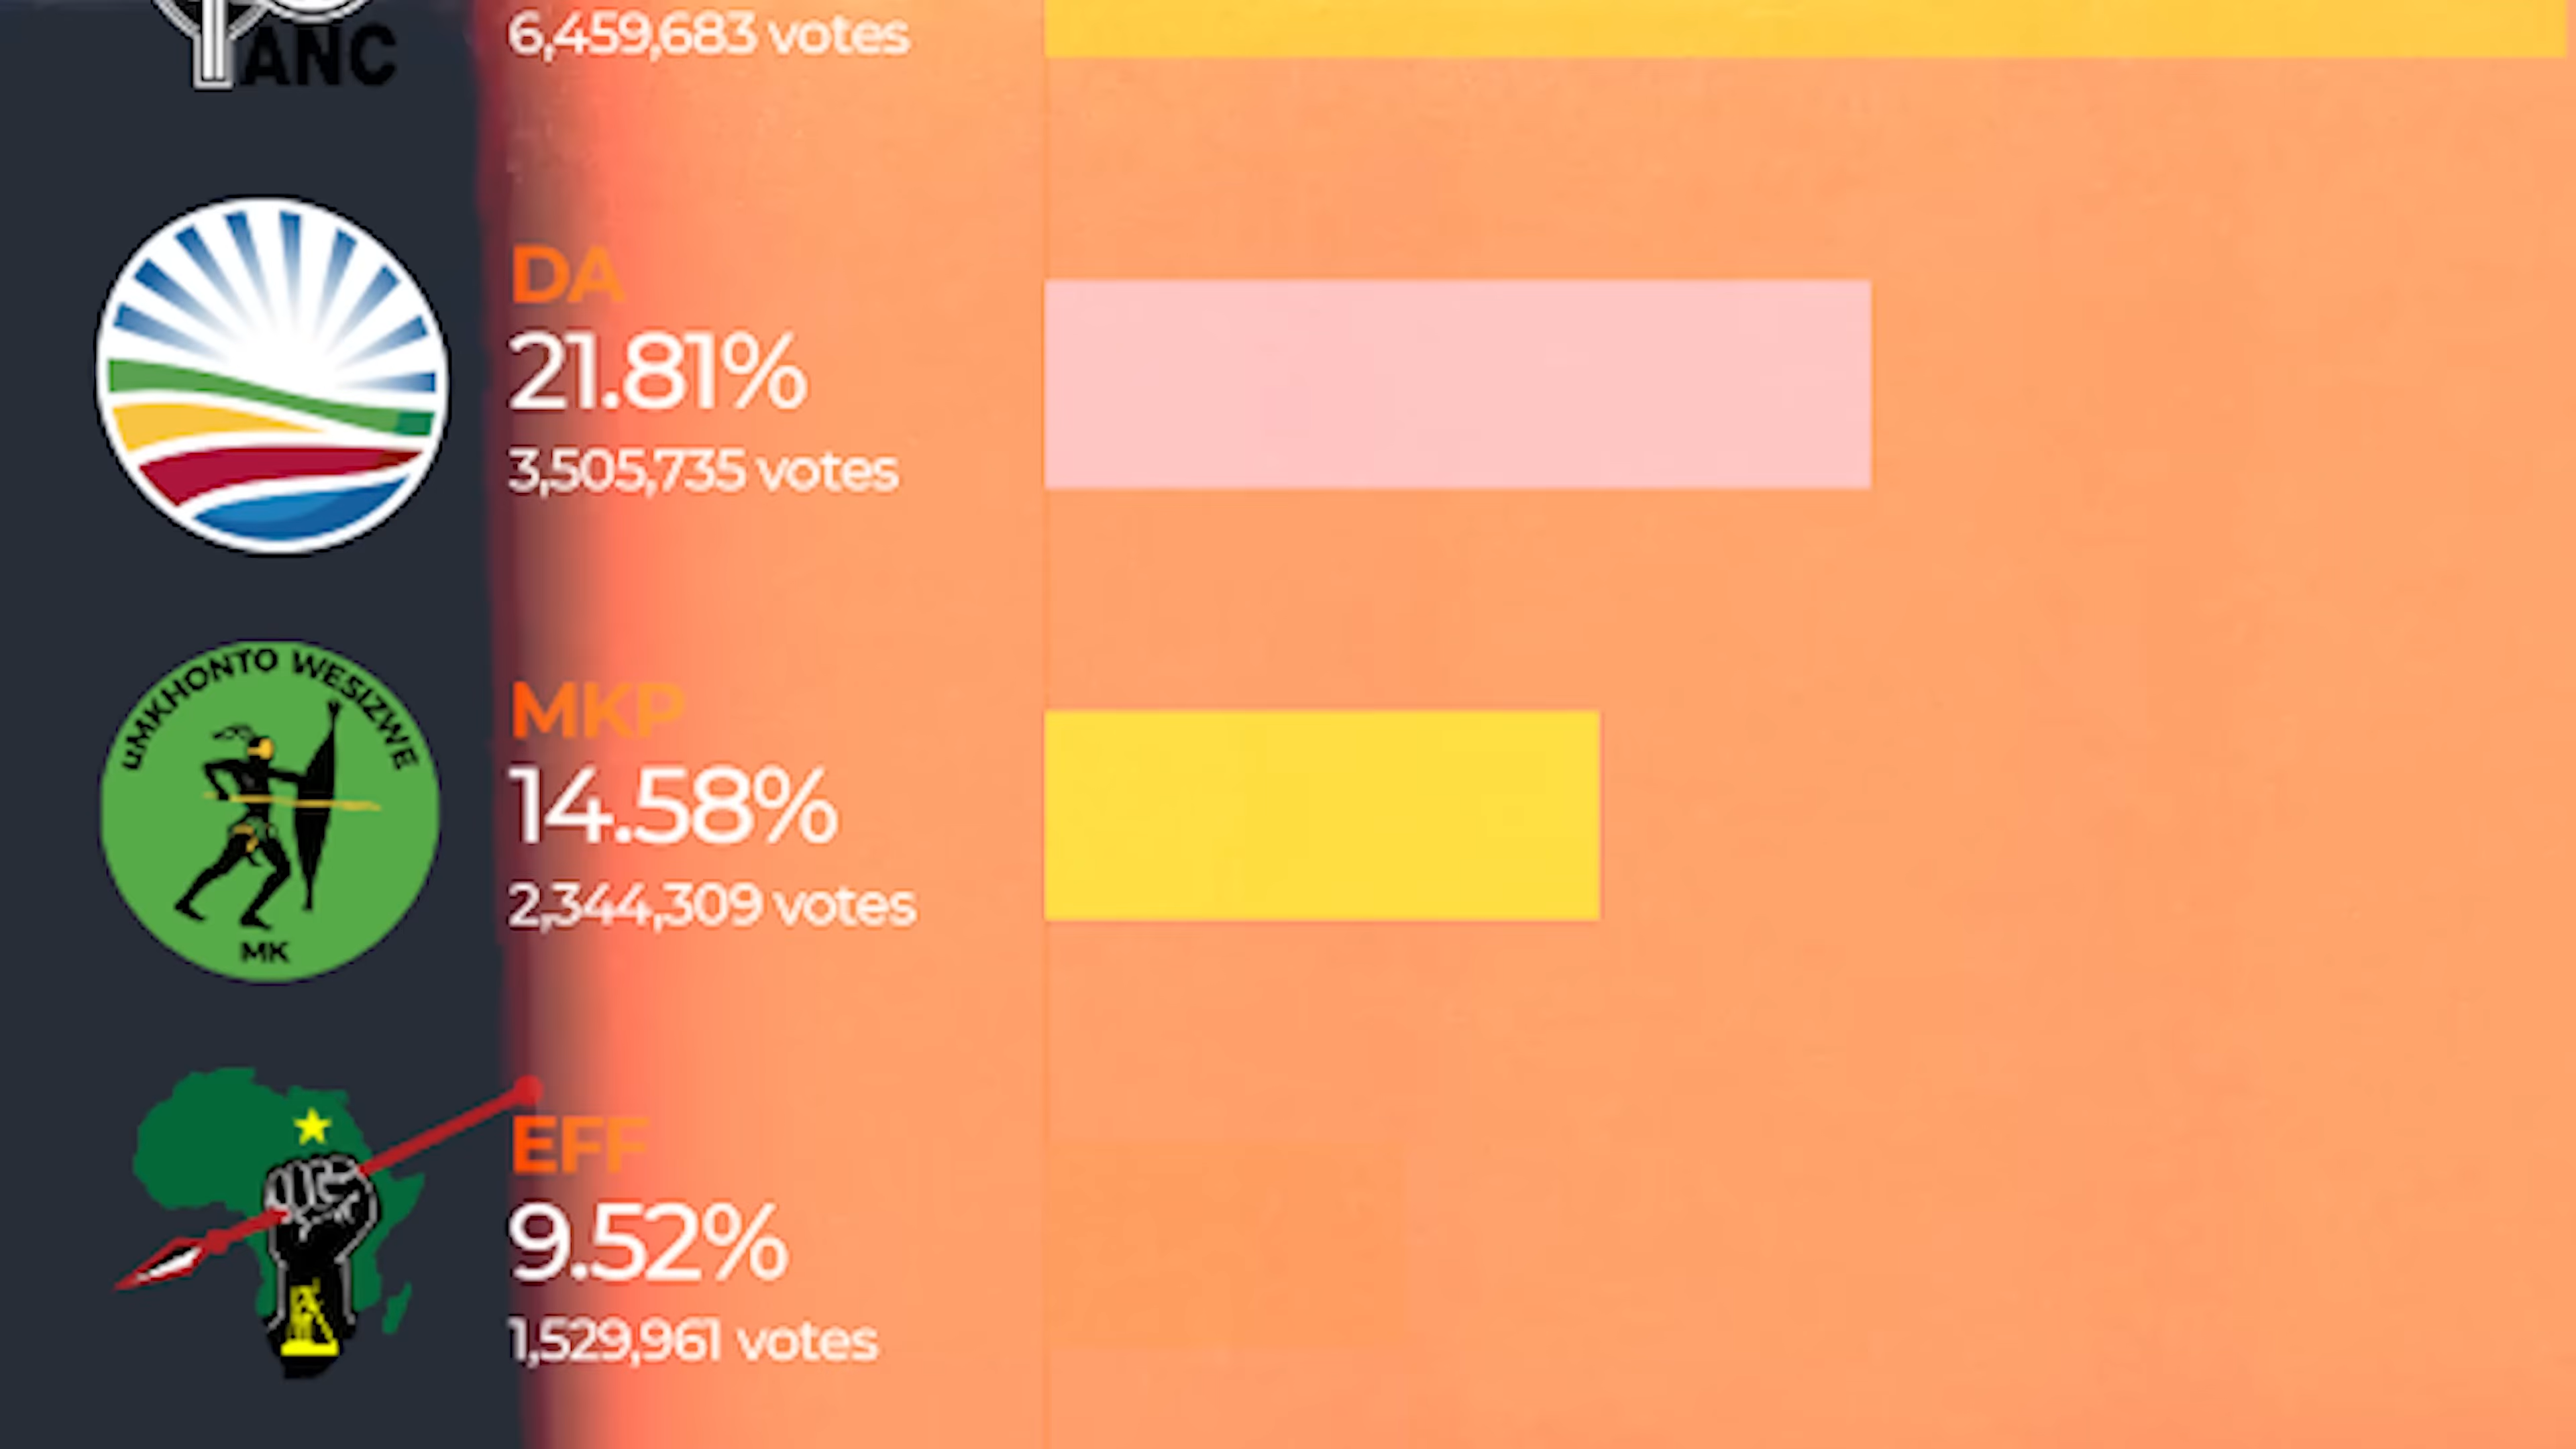 ANC
6,459,683 votes
DA
21.81%
3,505,735 votes
uMKHONTO WESIZWE
MK
MKP
14.58%
2,344,309 votes
EFF
9.52%
1,529,961 votes